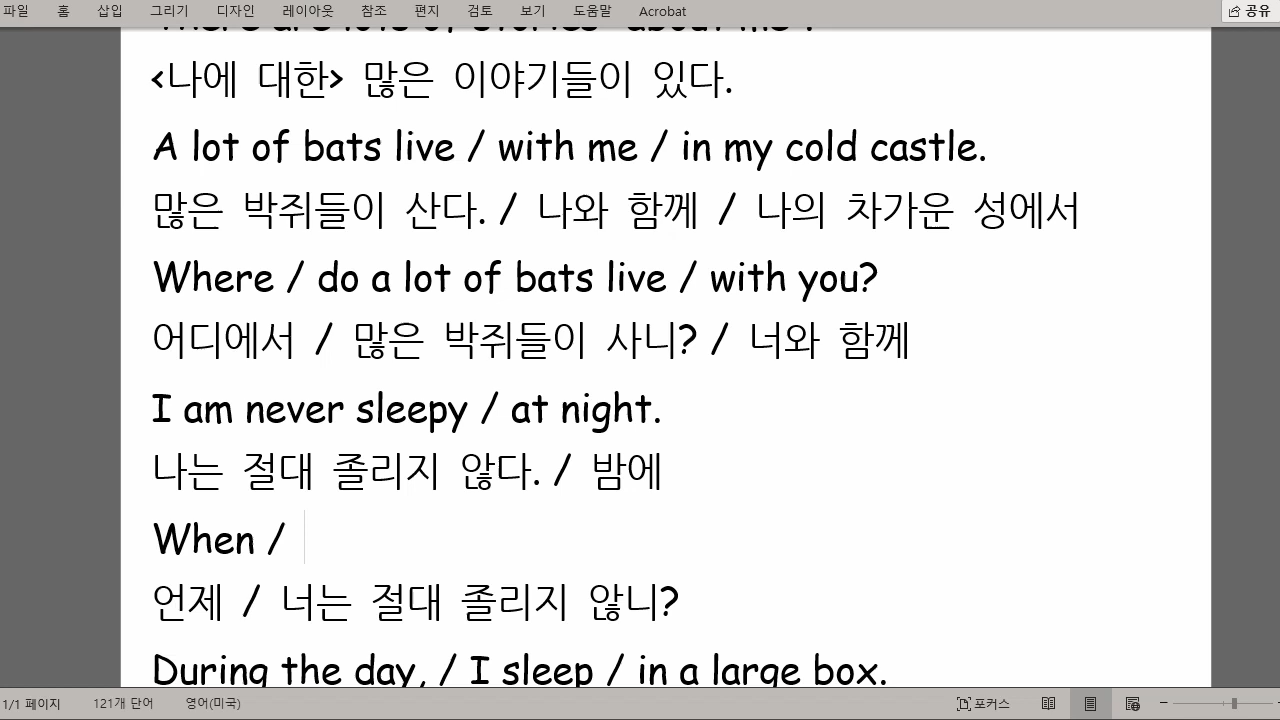 파일 홈 삽입 그리기 디자인 레이아웃 참조 편지 검토 보기 도움말 Acrobat 공유
There are lots of stories about me .
<나에 대한> 많은 이야기들이 있다.
A lot of bats live / with me / in my cold castle.
많은 박쥐들이 산다. / 나와 함께 / 나의 차가운 성에서
Where / do a lot of bats live / with you?
어디에서 / 많은 박쥐들이 사니? / 너와 함께
I am never sleepy / at night.
나는 절대 졸리지 않다. / 밤에
When /
언제 / 너는 절대 졸리지 않니?
During the day, / I sleep / in a large box.
1/1 페이지 121개 단어 영어(미국) 포커스